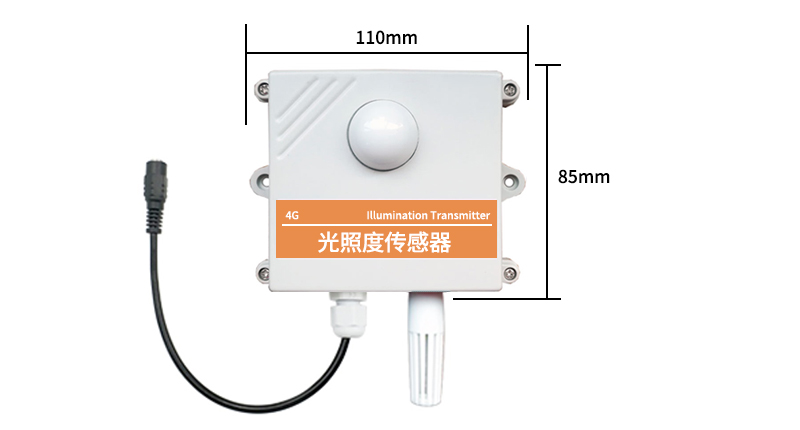 110mm
85mm
4G Illumination Transmitter
光照度传感器